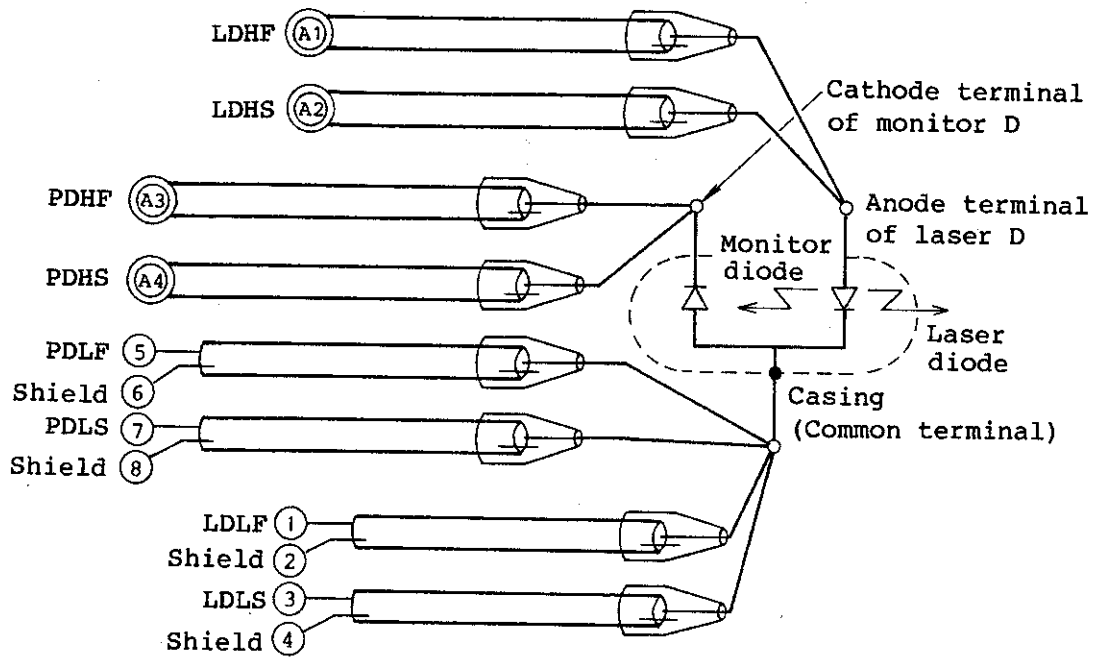 LDHF A1
LDHS A2
Cathode terminal
of monitor D
PDHF A3
Anode terminal
of laser D
Monitor
diode
PDHS A4
Laser
diode
PDLF 5
Shield 6
Casing
(Common terminal)
PDLS 7
Shield 8
LDLF 1
Shield 2
LDLS 3
Shield 4